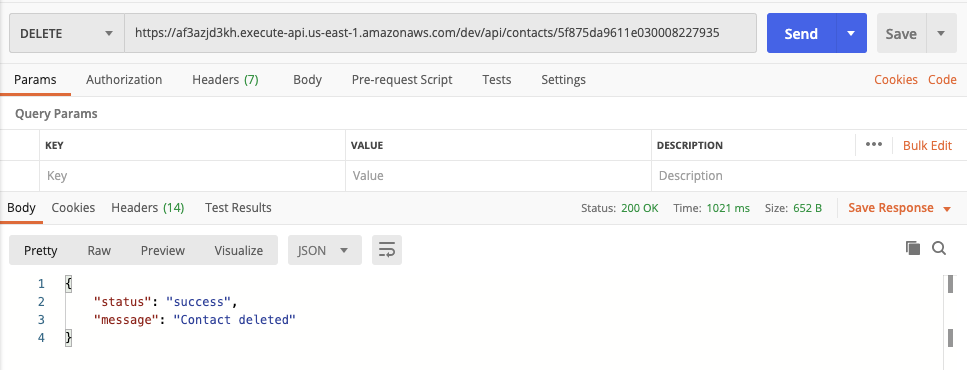 DELETE https://af3azjd3kh.execute-api.us-east-1.amazonaws.com/dev/api/contacts/5f875da9611e030008227935 Send Save
Params Authorization Headers (7) Body Pre-request Script Tests Settings Cookies Code
Query Params
KEY VALUE DESCRIPTION ••• Bulk Edit
Key Value Description
Body Cookies Headers (14) Test Results Status: 200 OK Time: 1021 ms Size: 652 B Save Response
Pretty Raw Preview Visualize JSON
1 {
2 "status": "success",
3 "message": "Contact deleted"
4 }